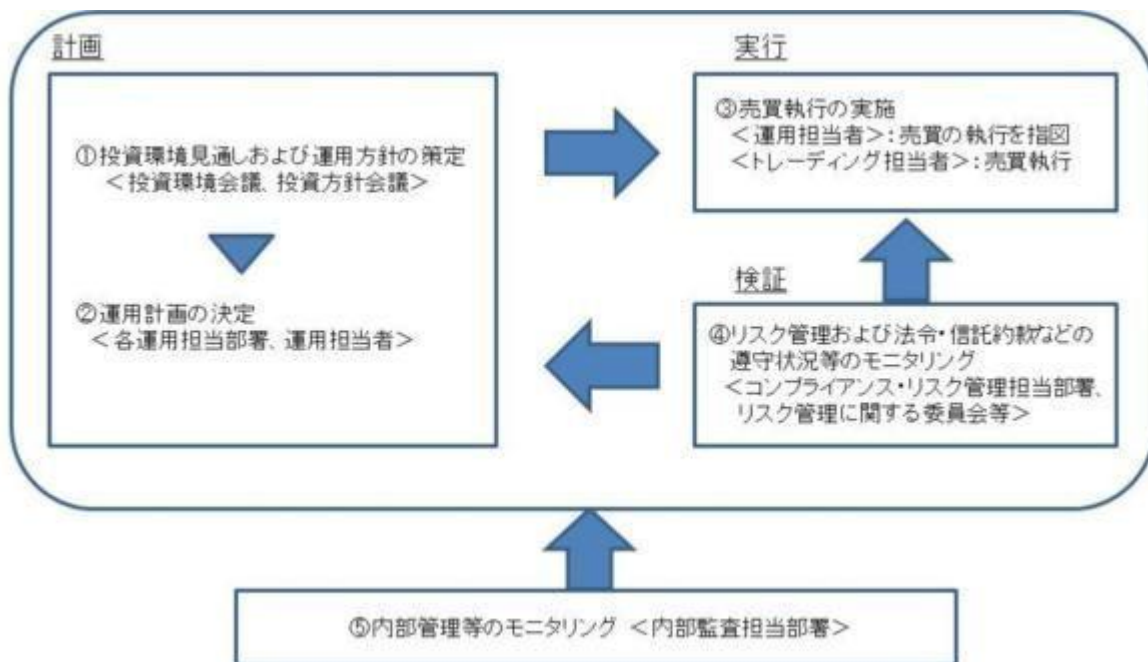 計画
①投資環境見通しおよび運用方針の策定
＜投資環境会議、投資方針会議＞
②運用計画の決定
＜各運用担当部署、運用担当者＞
実行
③売買執行の実施
＜運用担当者＞：売買の執行を指図
＜トレーディング担当者＞：売買執行
検証
④リスク管理および法令・信託約款などの
遵守状況等のモニタリング
＜コンプライアンス・リスク管理担当部署、
リスク管理に関する委員会等＞
⑤内部管理等のモニタリング ＜内部監査担当部署＞